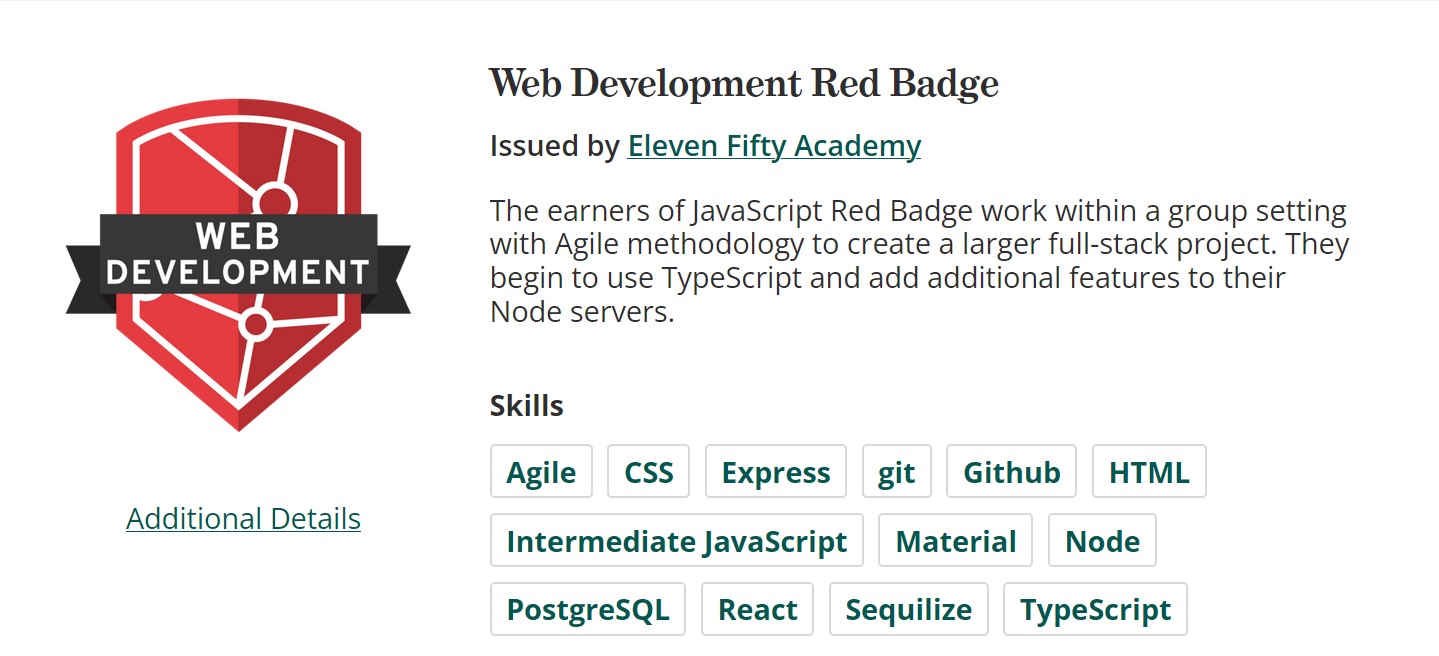 Web Development Red Badge
Issued by Eleven Fifty Academy
The earners of JavaScript Red Badge work within a group setting
with Agile methodology to create a larger full-stack project. They
begin to use TypeScript and add additional features to their
Node servers.
WEB
DEVELOPMENT
Additional Details
Skills
Agile CSS Express git Github HTML
Intermediate JavaScript Material Node
PostgreSQL React Sequilize TypeScript